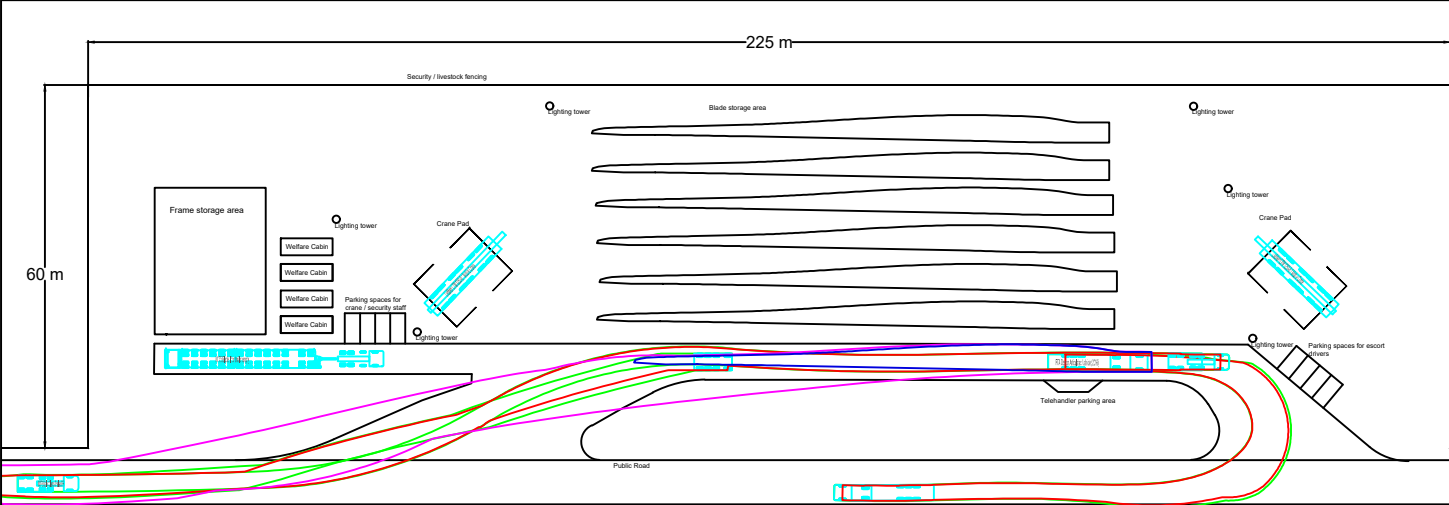 225 m
Security / livestock fencing
Lighting tower
Blade storage area
Lighting tower
Lighting tower
Frame storage area
Lighting tower
Crane Pad
Crane Pad
Welfare Cabin
60 m
Welfare Cabin
Welfare Cabin
Parking spaces for
crane / security staff
Welfare Cabin
Lighting tower
Lighting tower
Parking spaces for escort
drivers
Telehandler parking area
Public Road